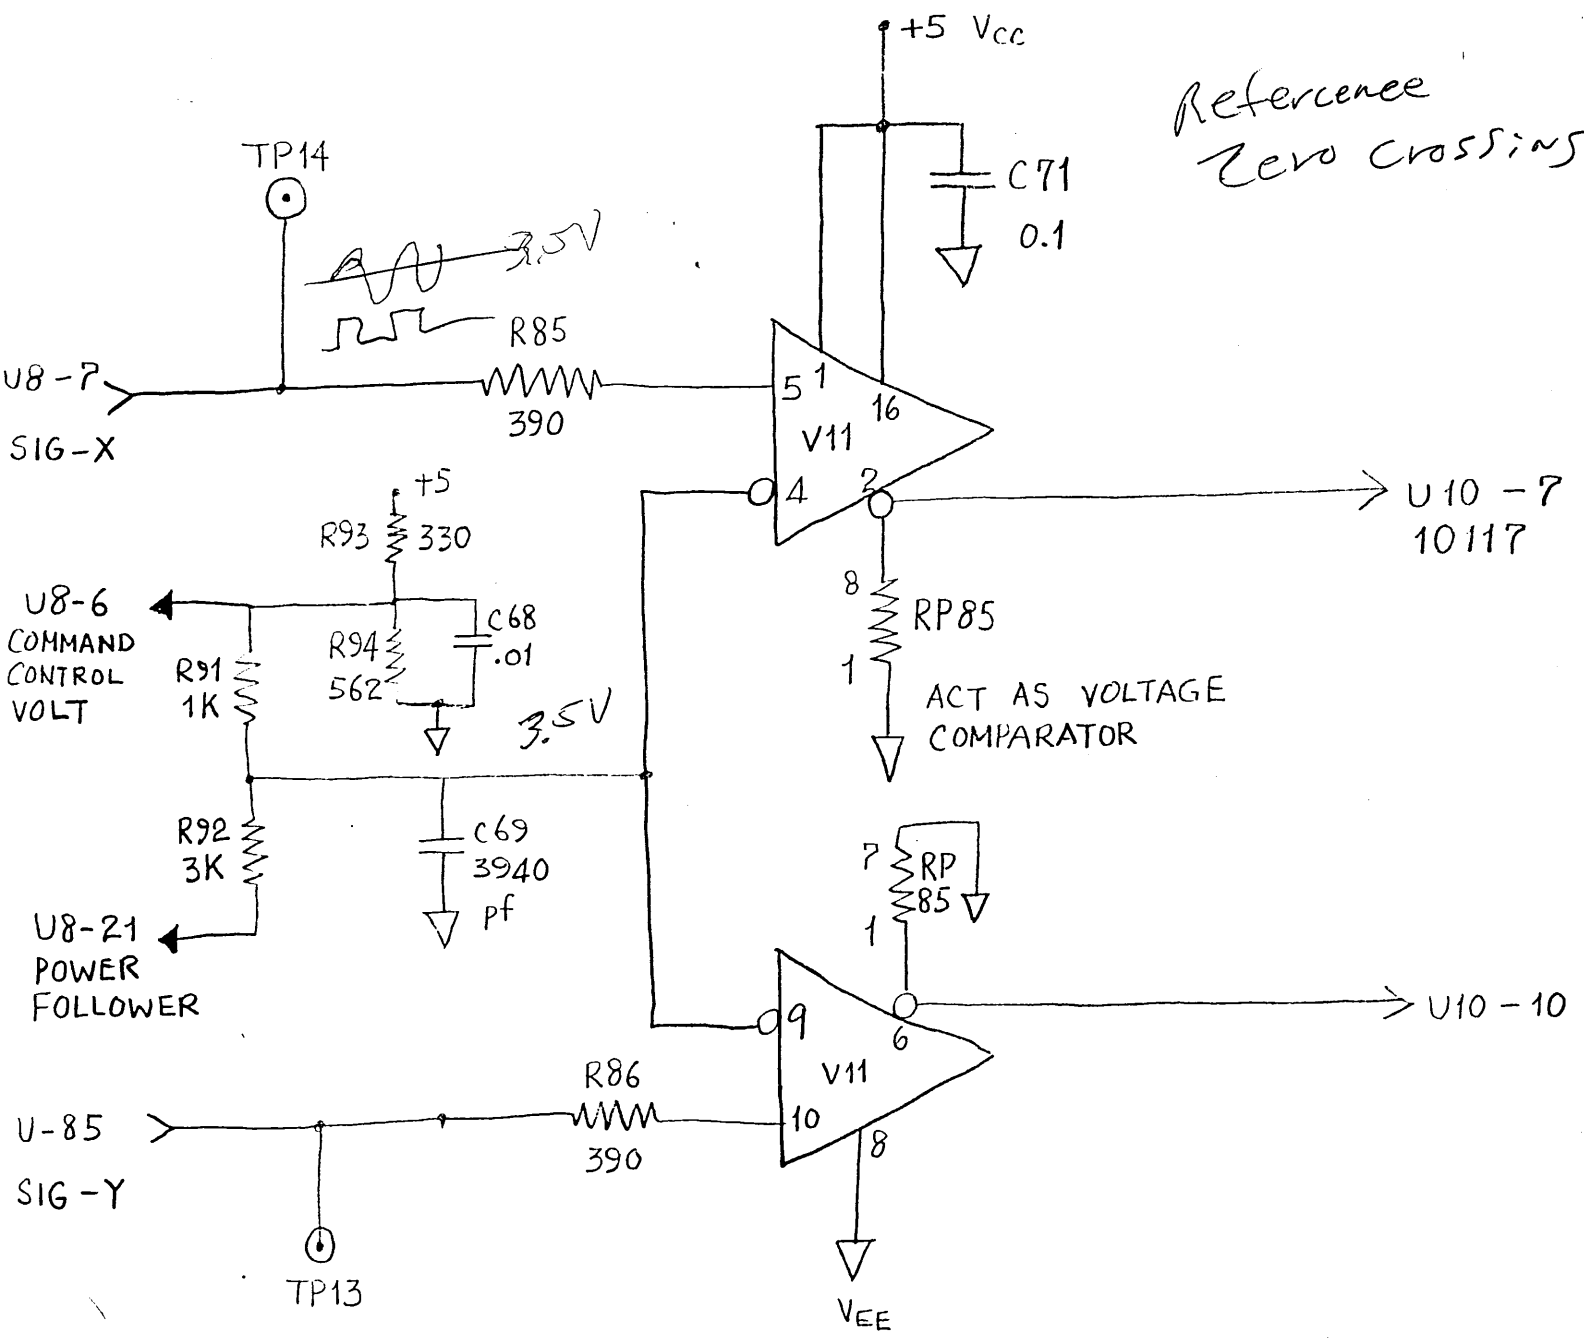 +5 VCC
Refercenee
Zero crossing
TP14
C71
0.1
3.5V
R85
390
U8-7
SIG-X
5
1
16
V11
4
2
U10-7
10117
+5
R93
330
U8-6
COMMAND
CONTROL
VOLT
R91
1K
R94
562
C68
.01
8
RP85
1
ACT AS VOLTAGE
COMPARATOR
3.5V
R92
3K
C69
3940
pf
7
RP
85
1
U8-21
POWER
FOLLOWER
9
6
V11
10
8
U10-10
R86
390
U-85
SIG-Y
TP13
VEE